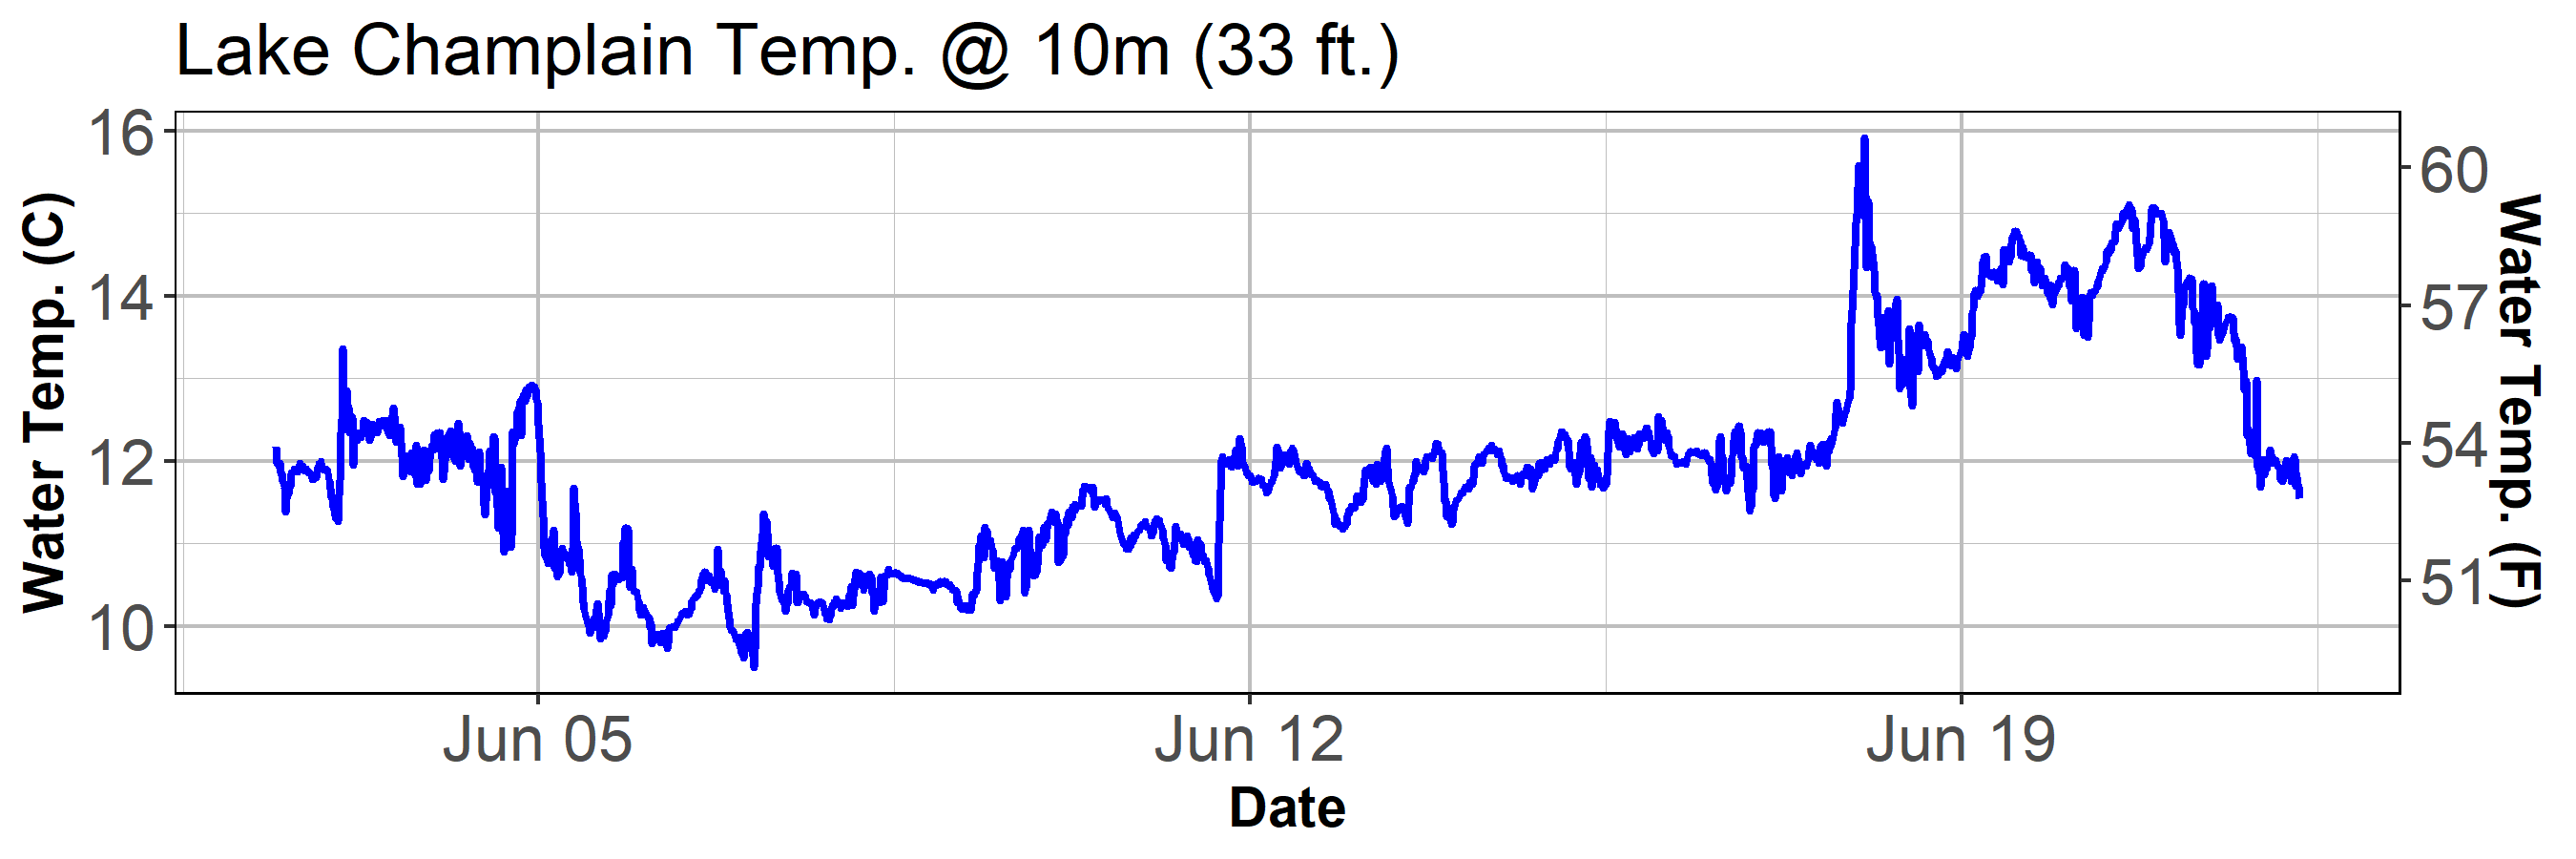 Lake Champlain Temp. @ 10m (33 ft.)
16
14
12
10
Water Temp. (C)
60
57
54
51
Water Temp. (F)
Jun 05
Jun 12
Jun 19
Date